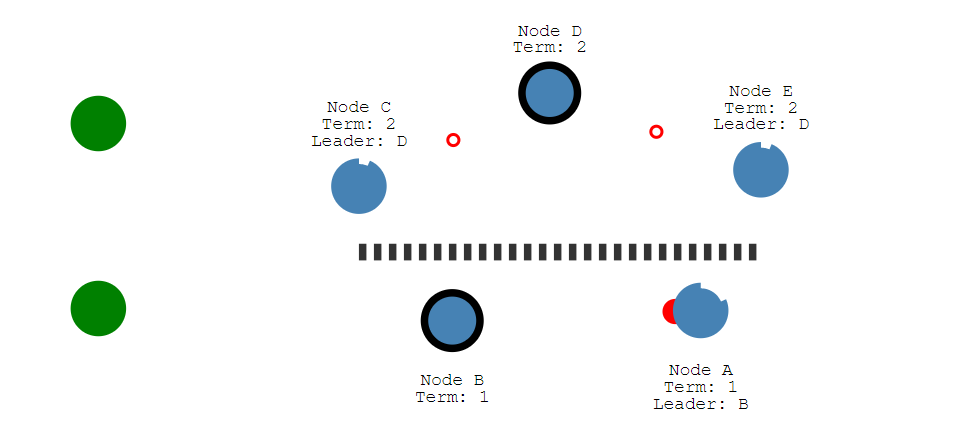 Node D
Term: 2
Node C
Term: 2
Leader: D
Node E
Term: 2
Leader: D
Node B
Term: 1
Node A
Term: 1
Leader: B